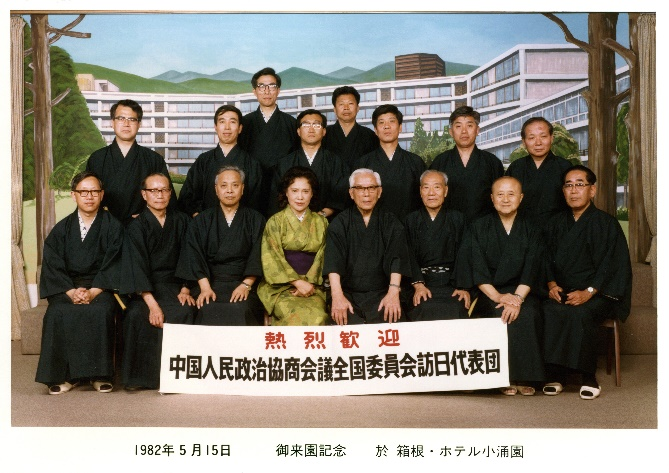 熱烈歓迎
中国人民政治協商会議全国委員会訪日代表団
1982年5月15日 御来園記念 於 箱根・ホテル小涌園